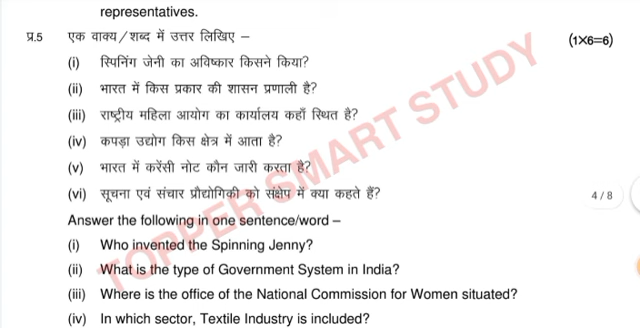 representatives.
प्र.5 एक वाक्य/शब्द में उत्तर लिखिए – (1×6=6)
(i) स्पिनिंग जेनी का अविष्कार किसने किया?
(ii) भारत में किस प्रकार की शासन प्रणाली है?
(iii) राष्ट्रीय महिला आयोग का कार्यालय कहाँ स्थित है?
(iv) कपड़ा उद्योग किस क्षेत्र में आता है?
(v) भारत में करेंसी नोट कौन जारी करता है?
(vi) सूचना एवं संचार प्रौद्योगिकी को संक्षेप में क्या कहते हैं?
4 / 8
Answer the following in one sentence/word –
(i) Who invented the Spinning Jenny?
(ii) What is the type of Government System in India?
(iii) Where is the office of the National Commission for Women situated?
(iv) In which sector, Textile Industry is included?
TOPPER SMART STUDY